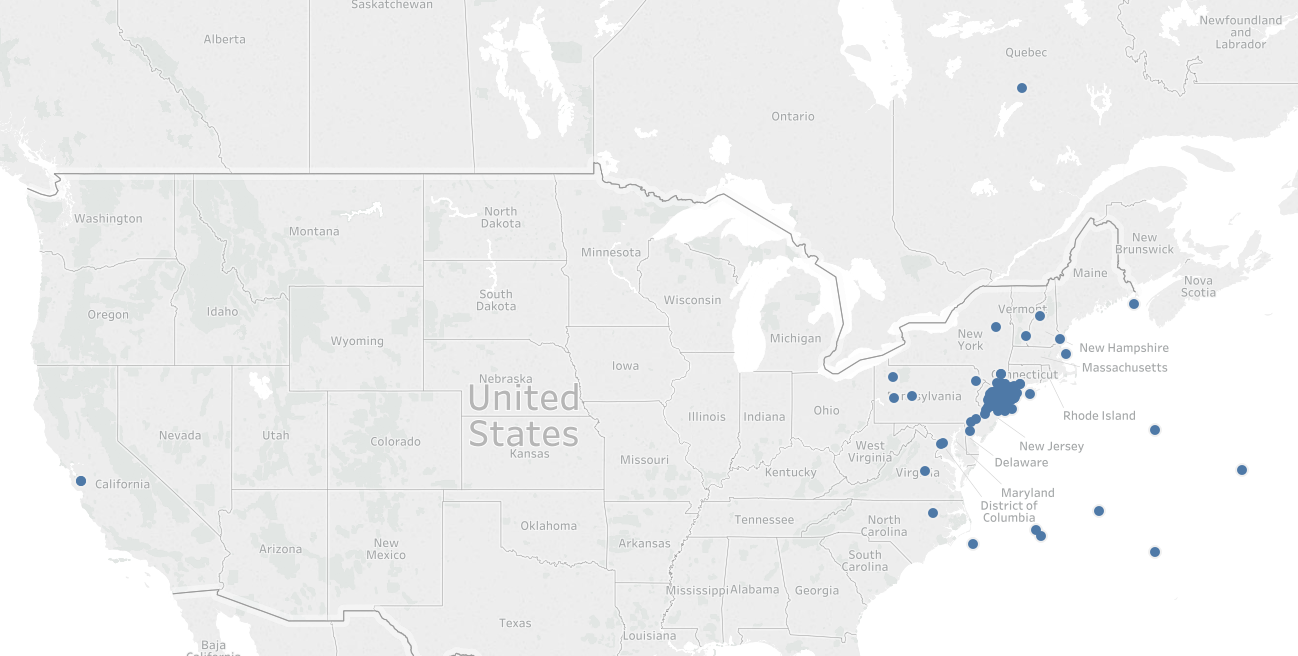 Saskatchewan
Alberta
Newfoundland
and
Labrador
Quebec
Ontario
Washington
Montana
North
Dakota
Minnesota
New
Brunswick
Maine
Nova
Scotia
Oregon
Idaho
South
Dakota
Wisconsin
Michigan
Vermont
New
York
New Hampshire
Massachusetts
Wyoming
Iowa
Nebraska
Connecticut
Pennsylvania
Rhode Island
United
States
Illinois
Indiana
Ohio
Nevada
Utah
Colorado
Kansas
Missouri
West
Virginia
New Jersey
Delaware
Kentucky
Virginia
California
Maryland
District of
Columbia
Oklahoma
Tennessee
North
Carolina
Arizona
New
Mexico
Arkansas
South
Carolina
Mississippi
Alabama
Georgia
Texas
Louisiana
Baja
California